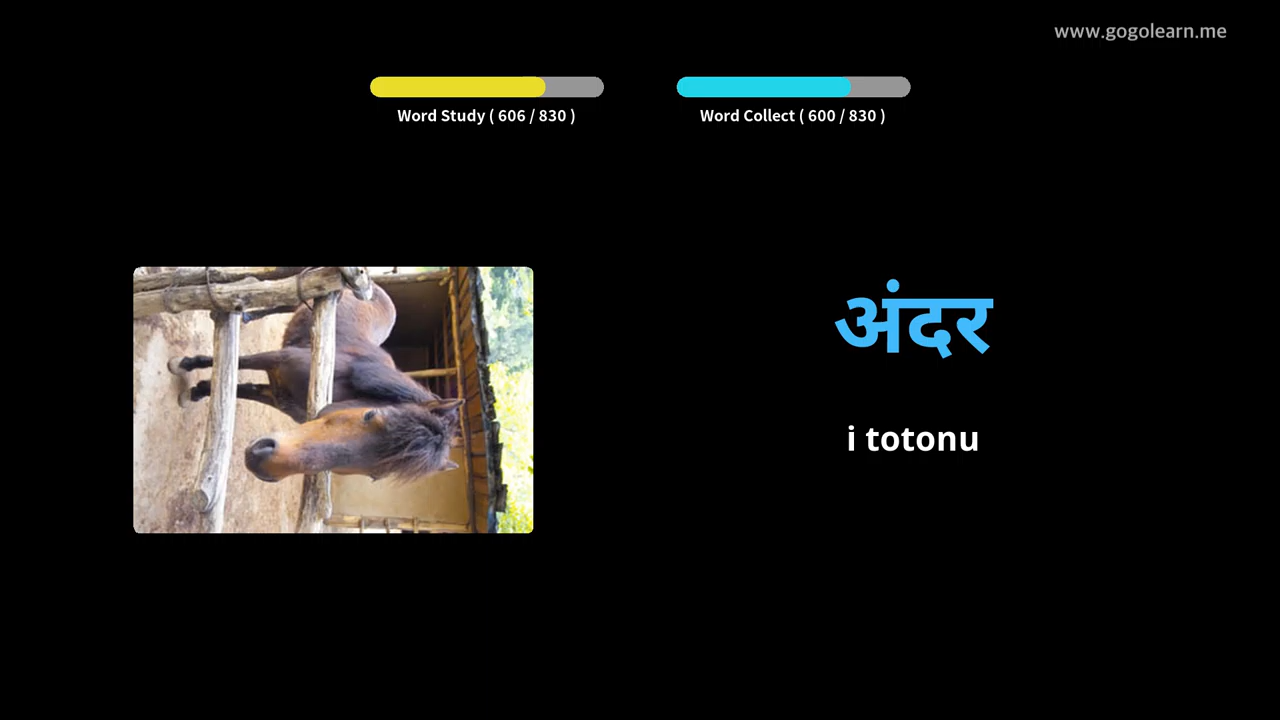 www.gogolearn.me
Word Study ( 606 / 830 )
Word Collect ( 600 / 830 )
अंदर
i totonu